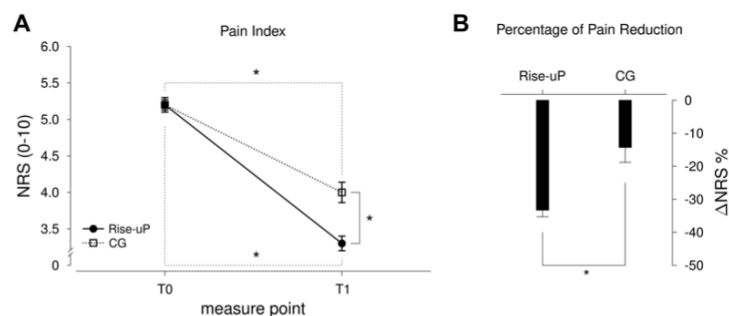 A
Pain Index
6.0
5.5
5.0
4.5
4.0
3.5
0
NRS (0-10)
Rise-uP
CG
*
*
*
T0
T1
measure point
B
Percentage of Pain Reduction
Rise-uP
CG
0
-10
-20
-30
-40
-50
ΔNRS %
*